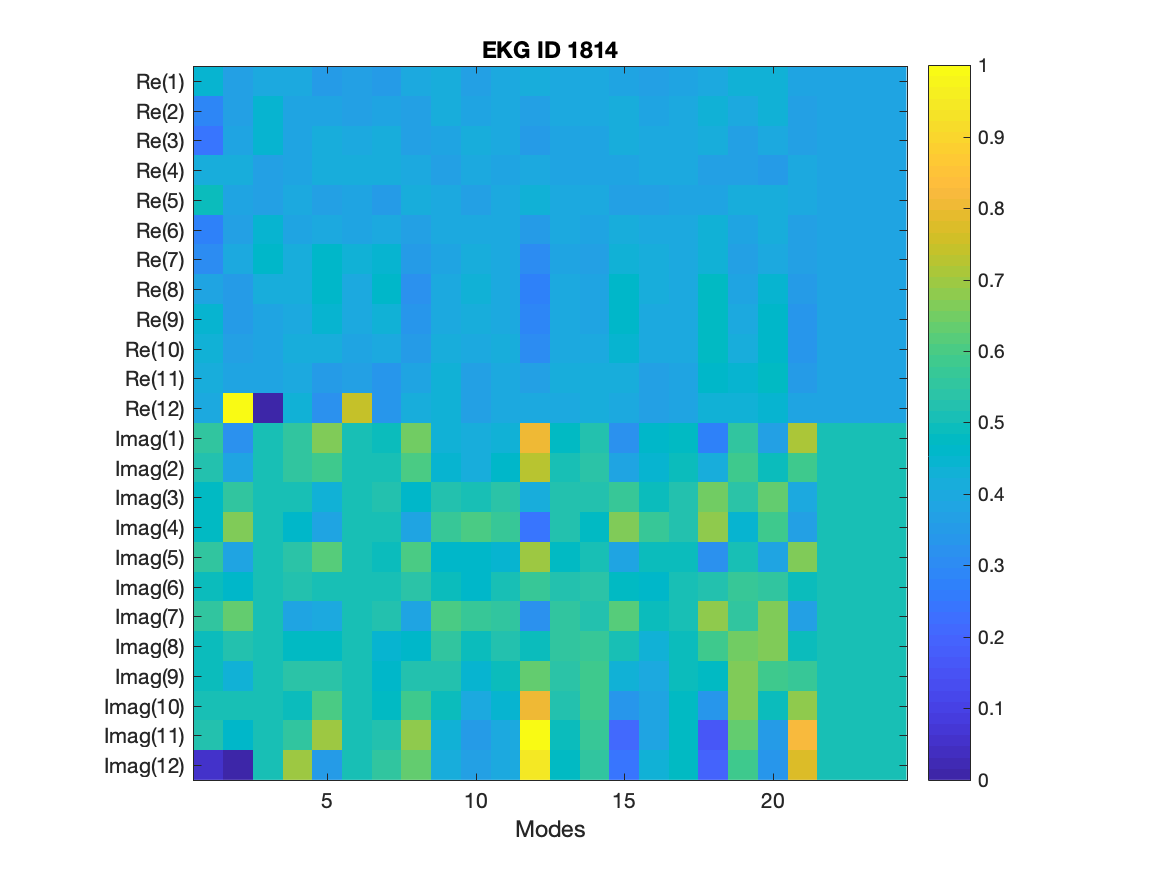 EKG ID 1814
Re(1)
Re(2)
Re(3)
Re(4)
Re(5)
Re(6)
Re(7)
Re(8)
Re(9)
Re(10)
Re(11)
Re(12)
Imag(1)
Imag(2)
Imag(3)
Imag(4)
Imag(5)
Imag(6)
Imag(7)
Imag(8)
Imag(9)
Imag(10)
Imag(11)
Imag(12)
5 10 15 20
Modes
1
0.9
0.8
0.7
0.6
0.5
0.4
0.3
0.2
0.1
0